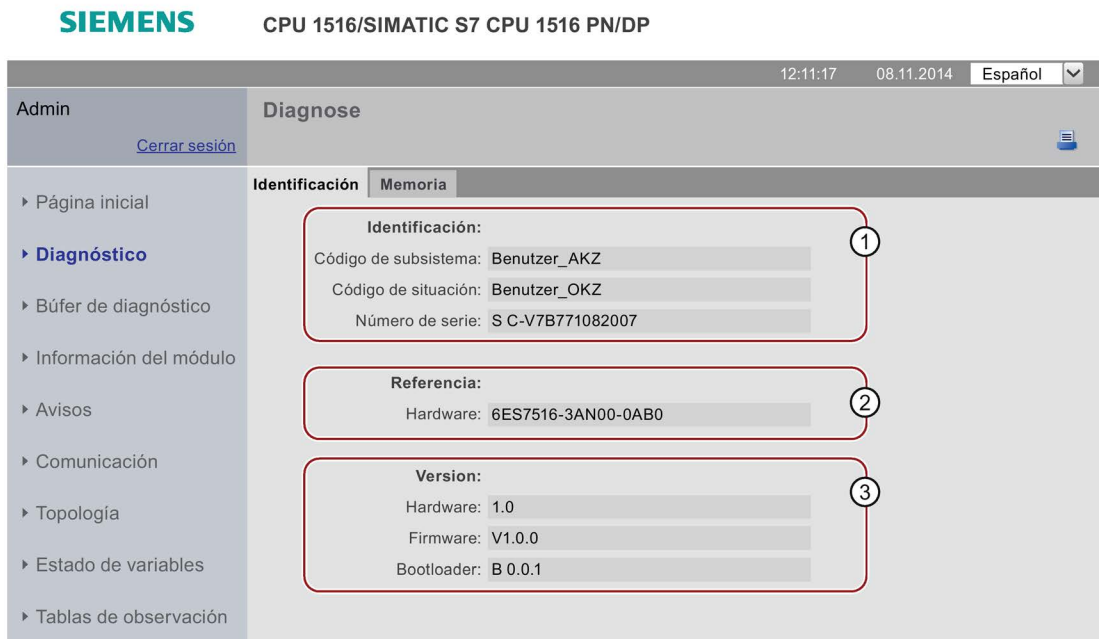 SIEMENS CPU 1516/SIMATIC S7 CPU 1516 PN/DP
12:11:17 08.11.2014 Español
Admin
Cerrar sesión
Diagnose
Página inicial
Diagnóstico
Búfer de diagnóstico
Información del módulo
Avisos
Comunicación
Topología
Estado de variables
Tablas de observación
Identificación Memoria
Identificación:
1
Código de subsistema: Benutzer_AKZ
Código de situación: Benutzer_OKZ
Número de serie: S C-V7B771082007
Referencia:
2
Hardware: 6ES7516-3AN00-0AB0
Version:
3
Hardware: 1.0
Firmware: V1.0.0
Bootloader: B 0.0.1